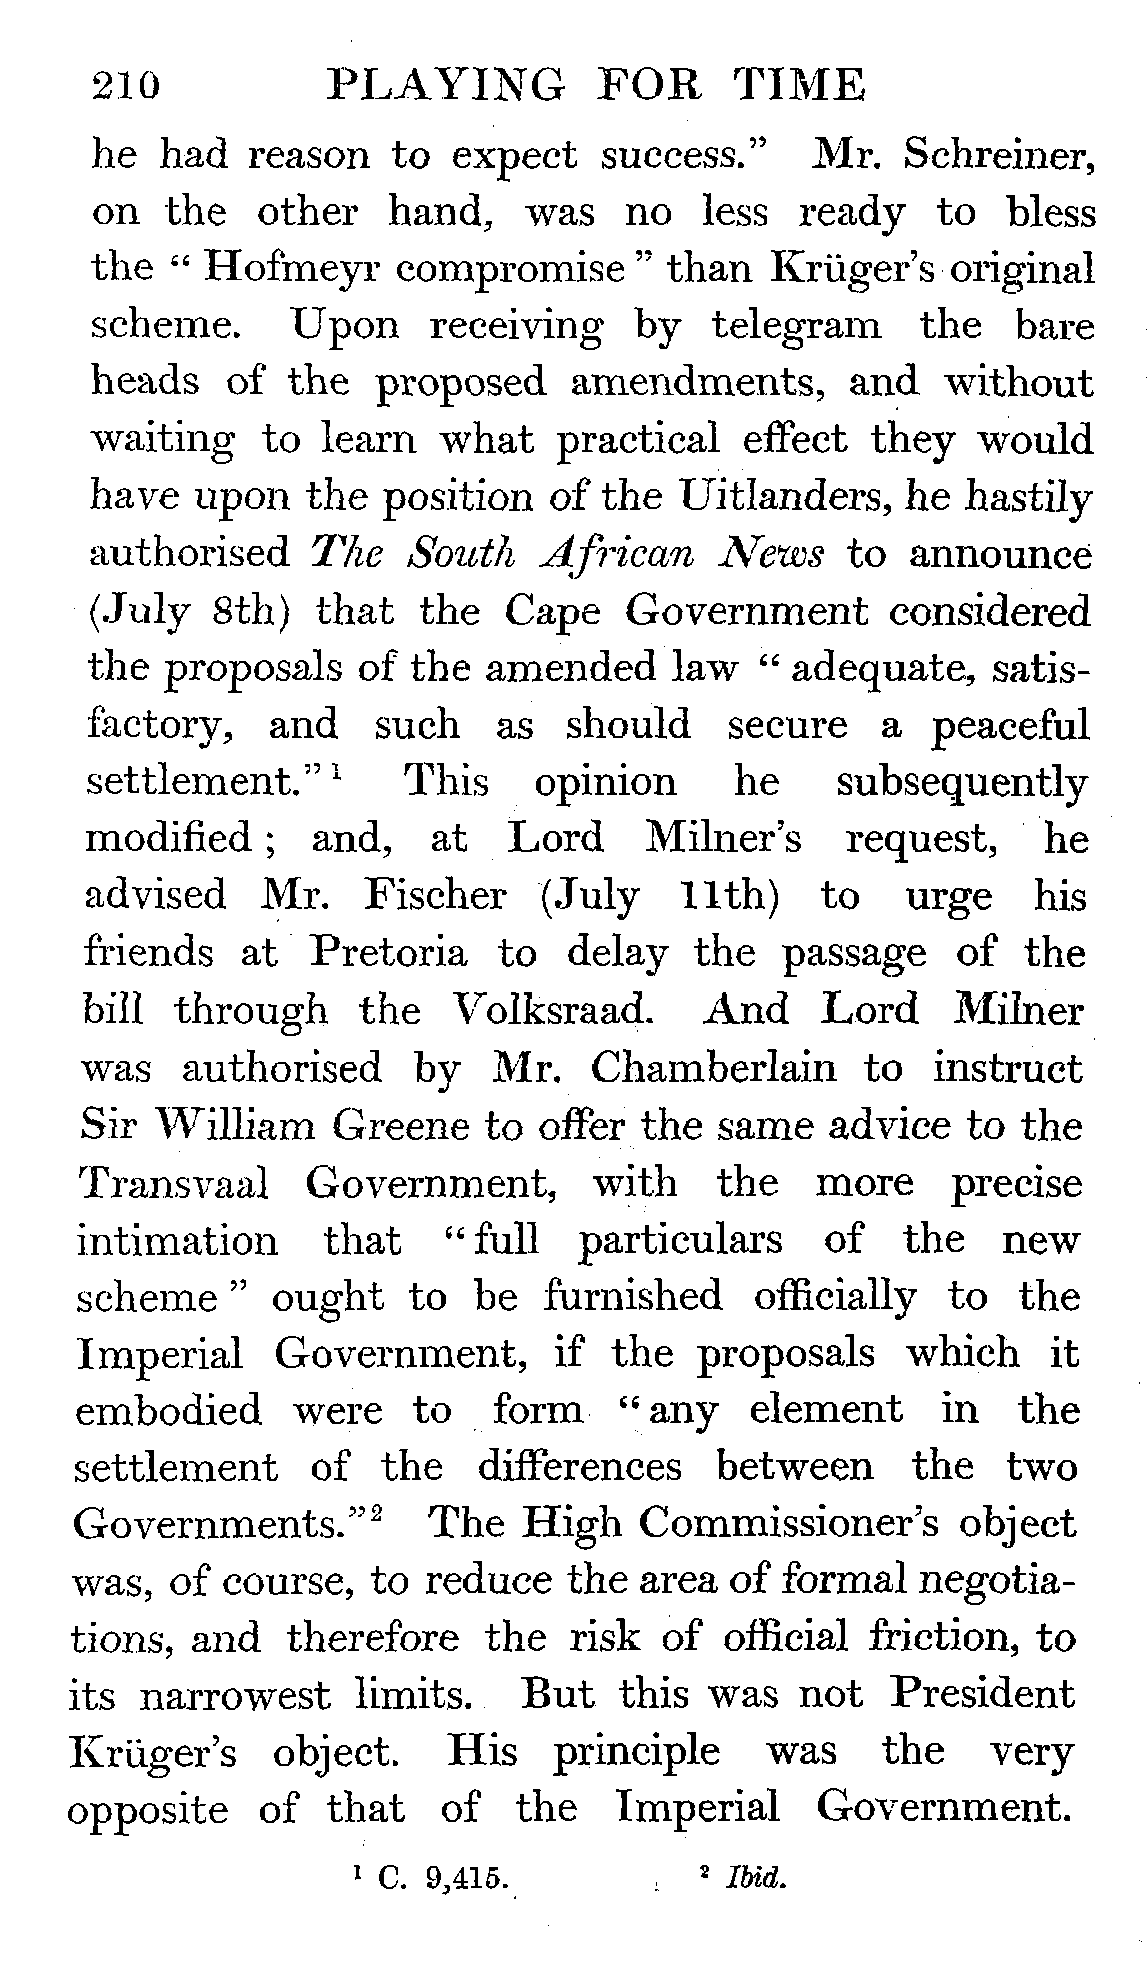 210 PLAYING FOR TIME
he had reason to expect success.” Mr. Schreiner,
on the other hand, was no less ready to bless
the “ Hofmeyr compromise ” than Krüger’s original
scheme. Upon receiving by telegram the bare
heads of the proposed amendments, and without
waiting to learn what practical effect they would
have upon the position of the Uitlanders, he hastily
authorised The South African News to announce
(July 8th) that the Cape Government considered
the proposals of the amended law “ adequate, satis-
factory, and such as should secure a peaceful
settlement.” ¹ This opinion he subsequently
modified ; and, at Lord Milner’s request, he
advised Mr. Fischer (July 11th) to urge his
friends at Pretoria to delay the passage of the
bill through the Volksraad. And Lord Milner
was authorised by Mr. Chamberlain to instruct
Sir William Greene to offer the same advice to the
Transvaal Government, with the more precise
intimation that “ full particulars of the new
scheme ” ought to be furnished officially to the
Imperial Government, if the proposals which it
embodied were to form “ any element in the
settlement of the differences between the two
Governments.” ² The High Commissioner’s object
was, of course, to reduce the area of formal negotia-
tions, and therefore the risk of official friction, to
its narrowest limits. But this was not President
Krüger’s object. His principle was the very
opposite of that of the Imperial Government.
¹ C. 9,415. ² Ibid.